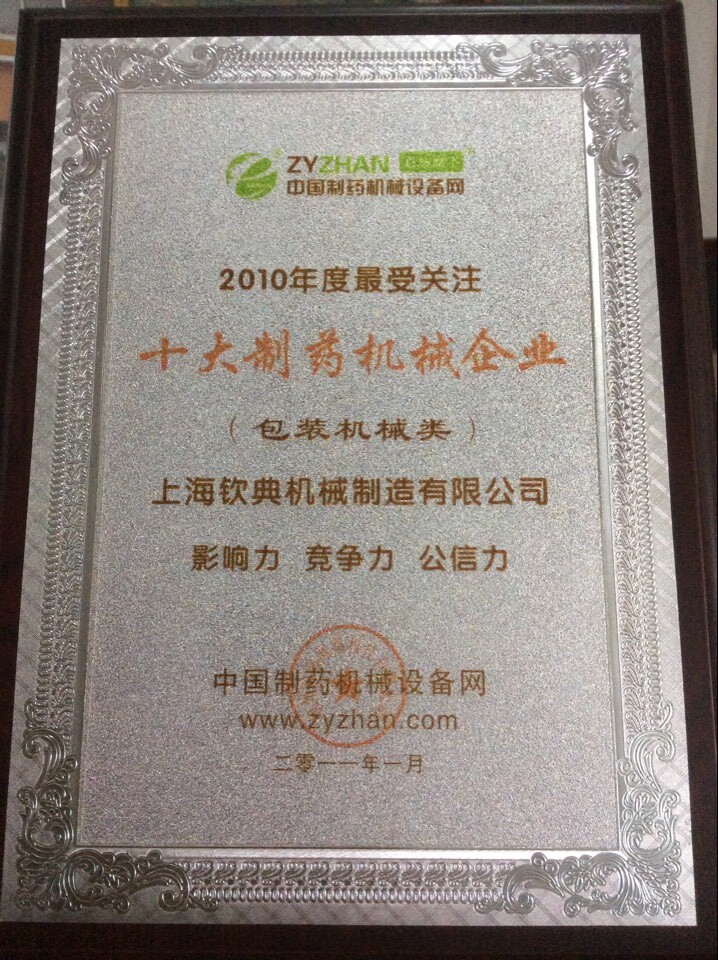 ZYZHAN
中国制药机械设备网
2010年度最受关注
十大制药机械企业
（包装机械类）
上海钦典机械制造有限公司
影响力 竞争力 公信力
中国制药机械设备网
www.zyzhan.com
二零一一年一月